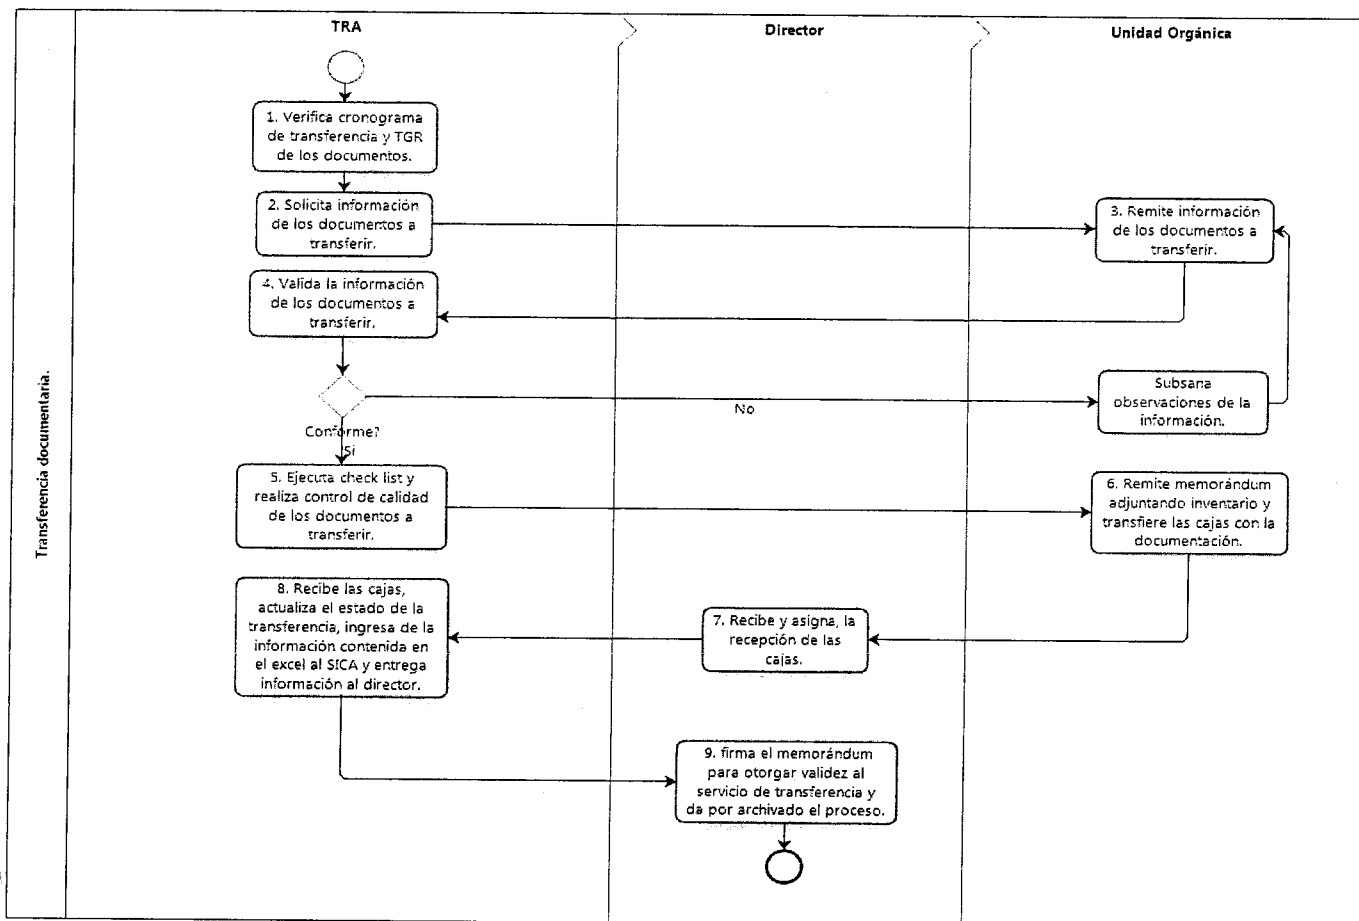 TRA
Director
Unidad Orgánica
Transferencia documentaria.
1. Verifica cronograma
de transferencia y TGR
de los documentos.
2. Solicita información
de los documentos a
transferir.
3. Remite información
de los documentos a
transferir.
4. Valida la información
de los documentos a
transferir.
Subsana
observaciones de la
información.
No
Conforme?
Si
5. Ejecuta check list y
realiza control de calidad
de los documentos a
transferir.
6. Remite memorándum
adjuntando inventario y
transfiere las cajas con la
documentación.
8. Recibe las cajas,
actualiza el estado de la
transferencia, ingresa de la
información contenida en
el excel al SICA y entrega
información al director.
7. Recibe y asigna, la
recepción de las
cajas.
9. firma el memorándum
para otorgar validez al
servicio de transferencia y
da por archivado el proceso.